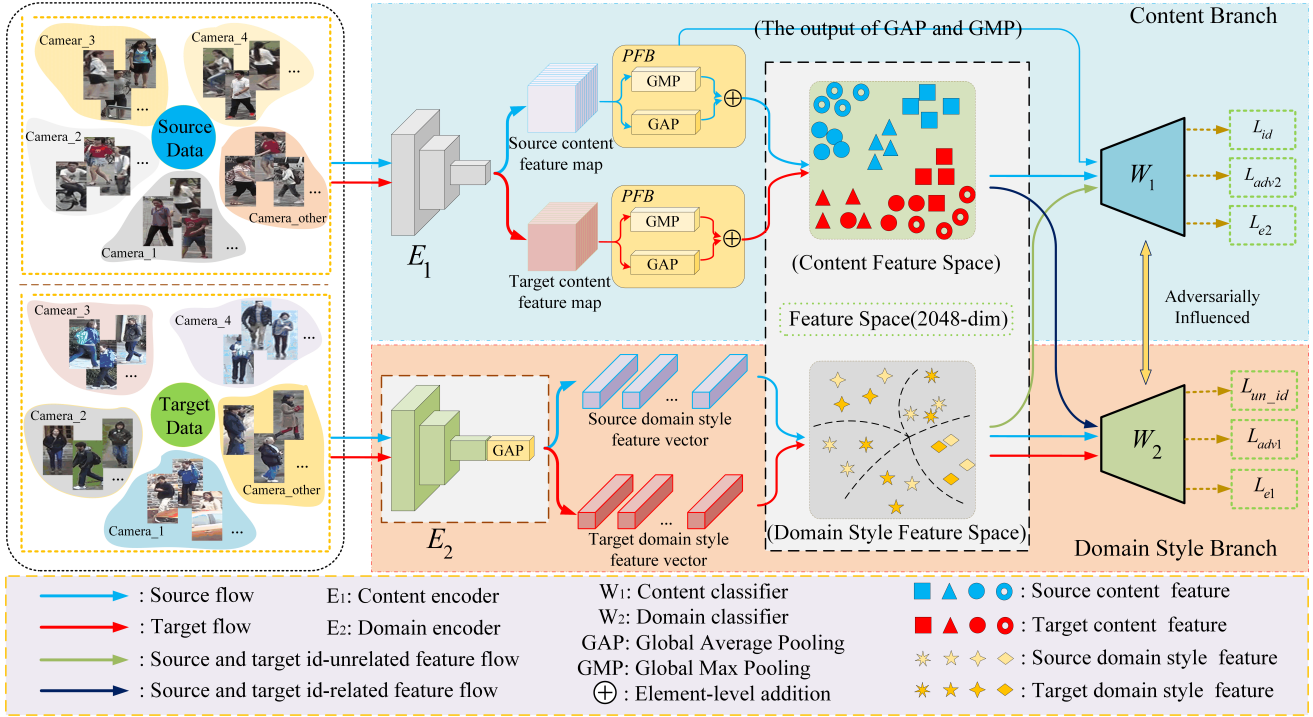 Camear_3
Camera_4
...
...
Camera_2
...
Source
Data
...
Camera_other
Camera_1
...
Camear_3
Camera_4
...
...
Camera_2
...
Target
Data
...
Camera_other
Camera_1
...
Content Branch
(The output of GAP and GMP)
PFB
GMP
GAP
Source content
feature map
E1
PFB
GMP
GAP
Target content
feature map
(Content Feature Space)
Feature Space(2048-dim)
W1
Lid
Ladv2
Le2
Adversarially
Influenced
GAP
E2
...
Source domain style
feature vector
...
Target domain style
feature vector
(Domain Style Feature Space)
W2
Lun_id
Ladv1
Le1
Domain Style Branch
: Source flow
: Target flow
: Source and target id-unrelated feature flow
: Source and target id-related feature flow
E1: Content encoder
E2: Domain encoder
W1: Content classifier
W2: Domain classifier
GAP: Global Average Pooling
GMP: Global Max Pooling
: Element-level addition
: Source content feature
: Target content feature
: Source domain style feature
: Target domain style feature